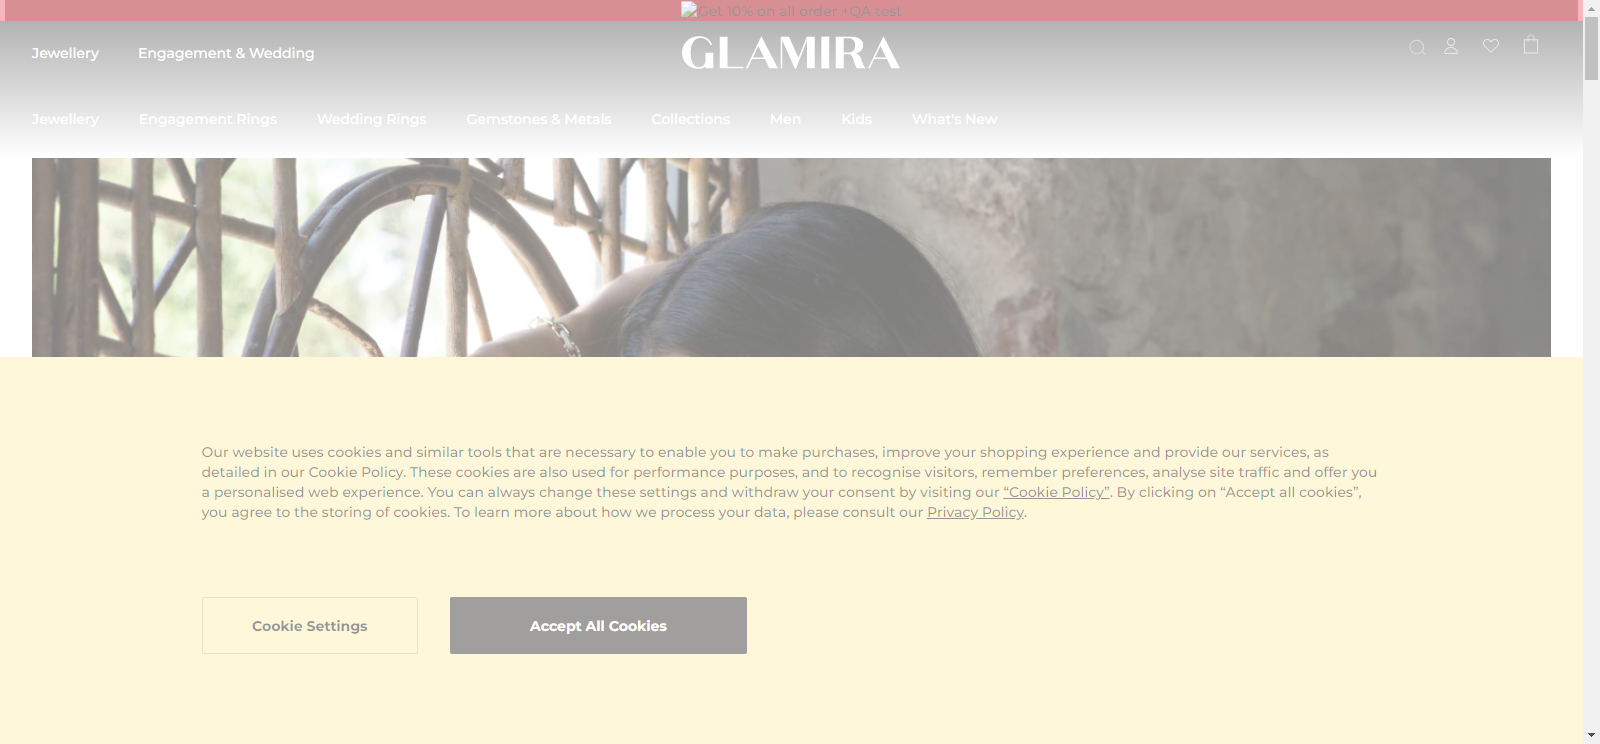 Get 10% on all order +QA test
Jewellery Engagement & Wedding
GLAMIRA
Jewellery Engagement Rings Wedding Rings Gemstones & Metals Collections Men Kids What's New
Our website uses cookies and similar tools that are necessary to enable you to make purchases, improve your shopping experience and provide our services, as
detailed in our Cookie Policy. These cookies are also used for performance purposes, and to recognise visitors, remember preferences, analyse site traffic and offer you
a personalised web experience. You can always change these settings and withdraw your consent by visiting our “Cookie Policy”. By clicking on “Accept all cookies”,
you agree to the storing of cookies. To learn more about how we process your data, please consult our Privacy Policy.
Cookie Settings Accept All Cookies